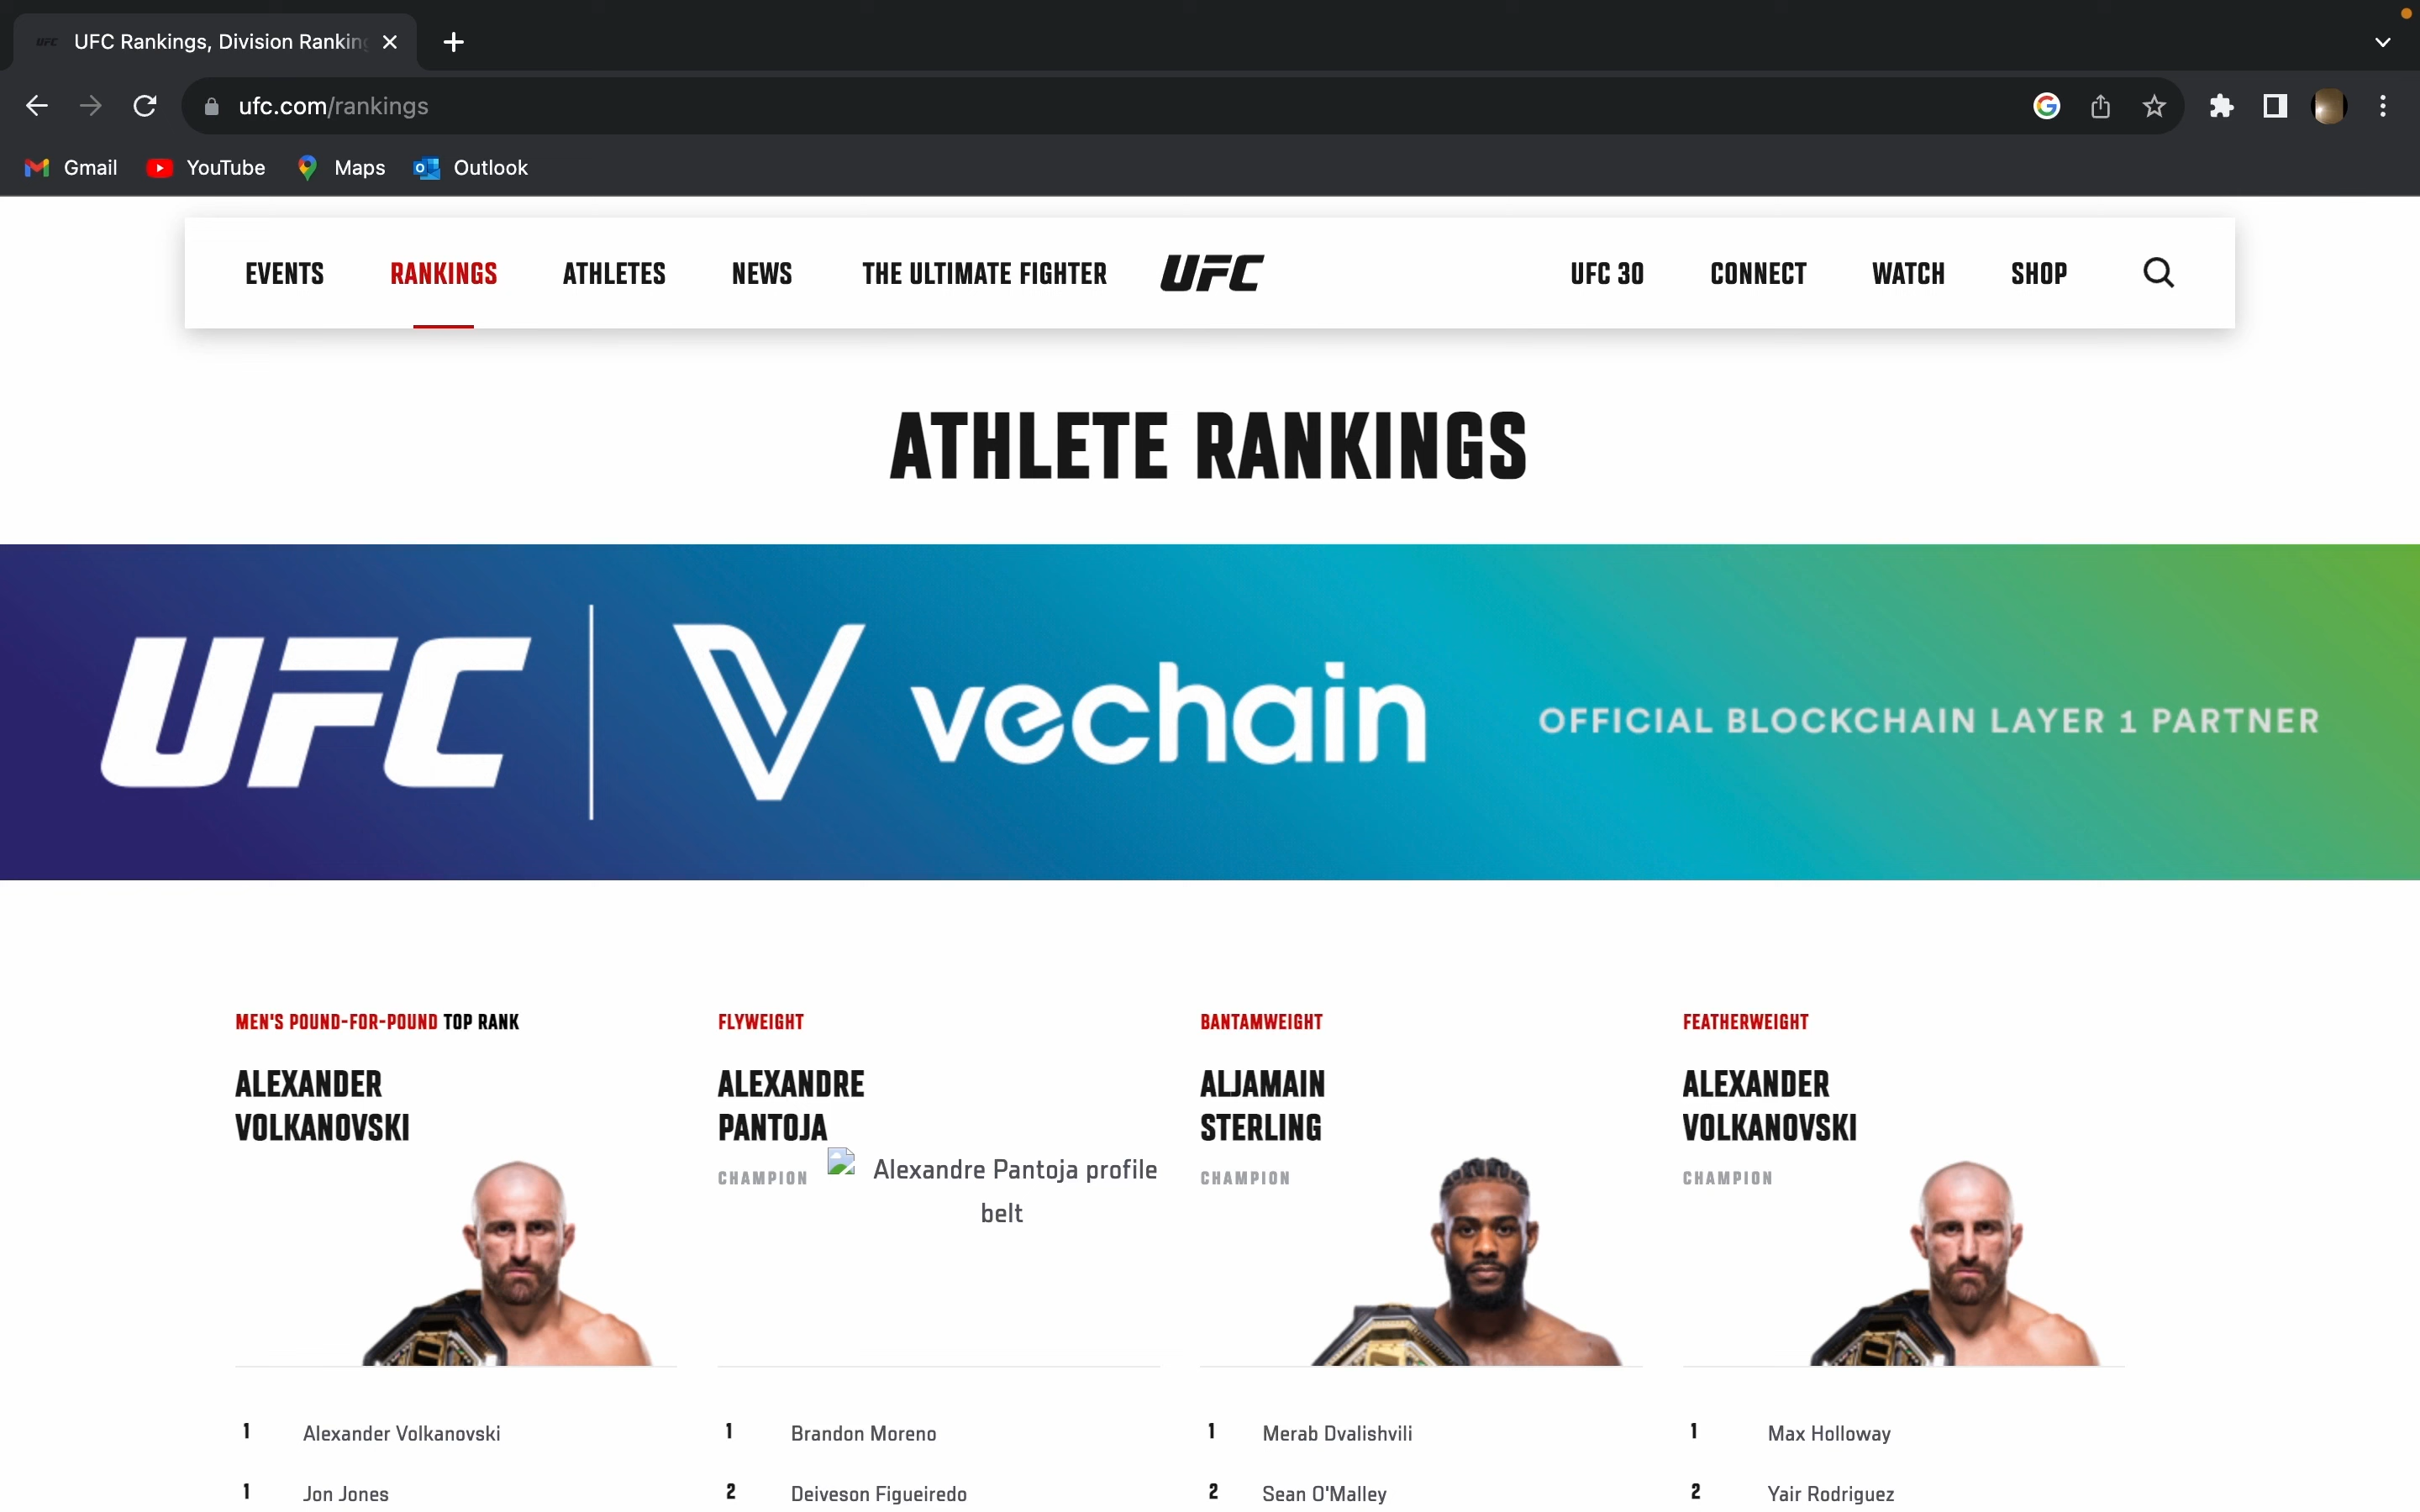 UFC Rankings, Division Ranking
ufc.com/rankings
Gmail YouTube Maps Outlook
EVENTS RANKINGS ATHLETES NEWS THE ULTIMATE FIGHTER UFC UFC 30 CONNECT WATCH SHOP
ATHLETE RANKINGS
UFC vechain OFFICIAL BLOCKCHAIN LAYER 1 PARTNER
MEN'S POUND-FOR-POUND TOP RANK
ALEXANDER
VOLKANOVSKI
1 Alexander Volkanovski
1 Jon Jones
FLYWEIGHT
ALEXANDRE
PANTOJA
CHAMPION
Alexandre Pantoja profile
belt
1 Brandon Moreno
2 Deiveson Figueiredo
BANTAMWEIGHT
ALJAMAIN
STERLING
CHAMPION
1 Merab Dvalishvili
2 Sean O'Malley
FEATHERWEIGHT
ALEXANDER
VOLKANOVSKI
CHAMPION
1 Max Holloway
2 Yair Rodriguez